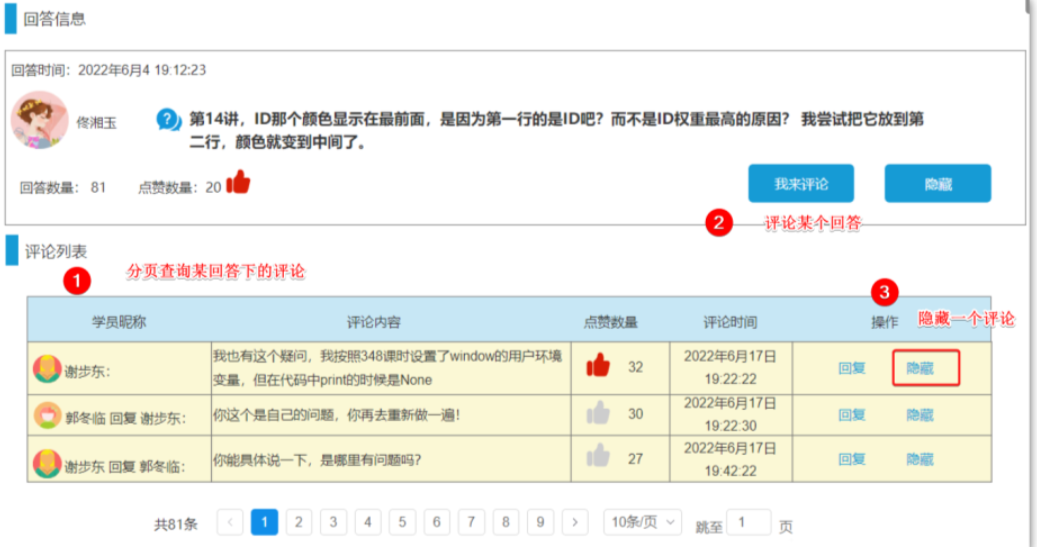 回答信息
回答时间：2022年6月4 19:12:23
佟湘玉
第14讲，ID那个颜色显示在最前面，是因为第一行的是ID吧？而不是ID权重最高的原因？ 我尝试把它放到第
二行，颜色就变到中间了。
回答数量： 81 点赞数量：20
我来评论 隐藏
2 评论某个回答
评论列表
1 分页查询某回答下的评论
3
隐藏一个评论
学员昵称 评论内容 点赞数量 评论时间 操作
谢步东：
我也有这个疑问，我按照348课时设置了window的用户环境
变量，但在代码中print的时候是None
32
2022年6月17日
19:22:22
回复 隐藏
郭冬临 回复 谢步东：
你这个是自己的问题，你再去重新做一遍！
30
2022年6月17日
19:22:30
回复 隐藏
谢步东 回复 郭冬临：
你能具体说一下，是哪里有问题吗？
27
2022年6月17日
19:42:22
回复 隐藏
共81条 < 1 2 3 4 5 6 7 8 9 > 10条/页 跳至 1 页